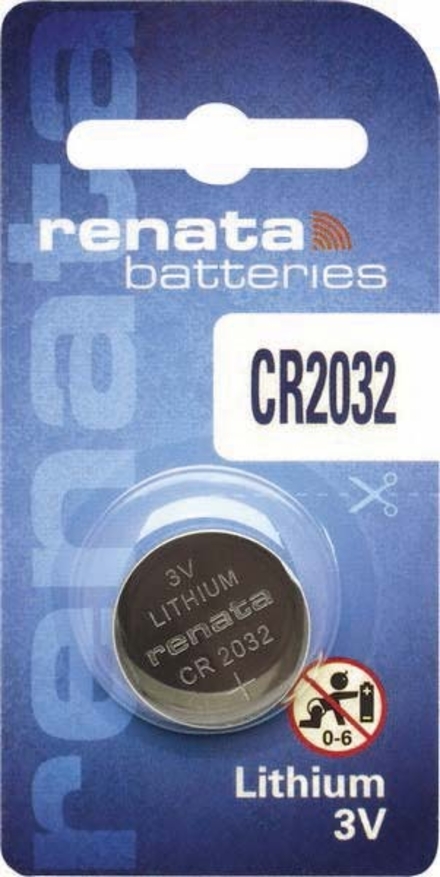 renata
renata
batteries
CR2032
3V
LITHIUM
renata
CR 2032
+
0-6
Lithium
3V